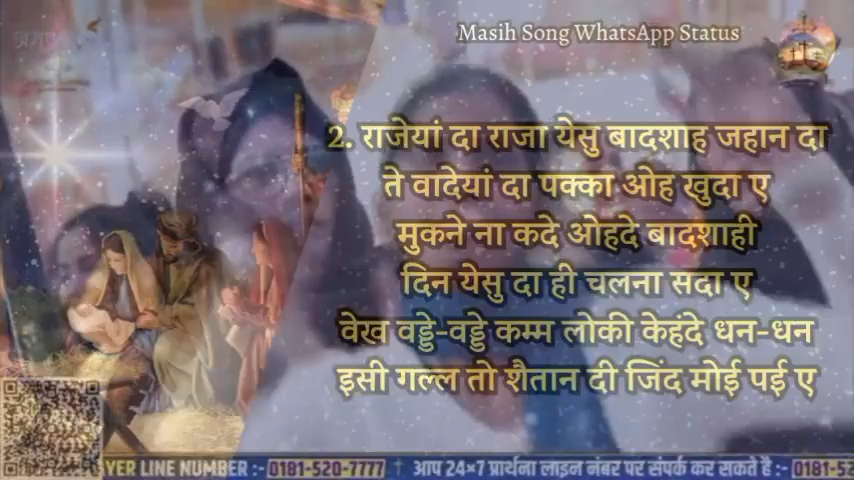 Masih Song WhatsApp Status
2. राजेयां दा राजा येसु बादशाह जहान दा
ते वादेयां दा पक्का ओह खुदा ए
मुकने ना कदे ओहदे बादशाही
दिन येसु दा ही चलना सदा ए
वेख वड्डे-वड्डे कम्म लोकी केहंदे धन-धन
इसी गल्ल तो शैतान दी जिंद मोई पई ए
YER LINE NUMBER :- 0181-520-7777 आप 24×7 प्रार्थना लाइन नंबर पर संपर्क कर सकते है :- 0181-52